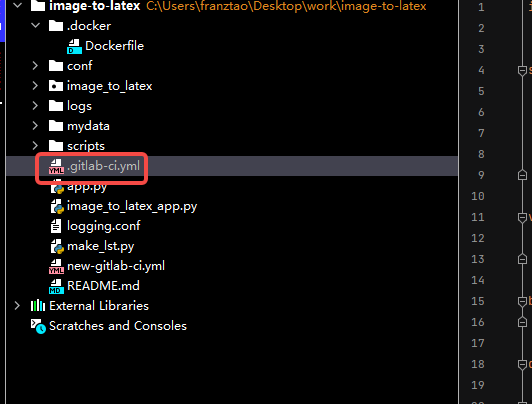 image-to-latex C:\Users\franztao\Desktop\work\image-to-latex
.docker
Dockerfile
conf
image_to_latex
logs
mydata
scripts
.gitlab-ci.yml
app.py
image_to_latex_app.py
logging.conf
make_lst.py
new-gitlab-ci.yml
README.md
External Libraries
Scratches and Consoles
1
2
3
4
5
6
7
8
9
10
11
12
13
14
15
16
17
18
19